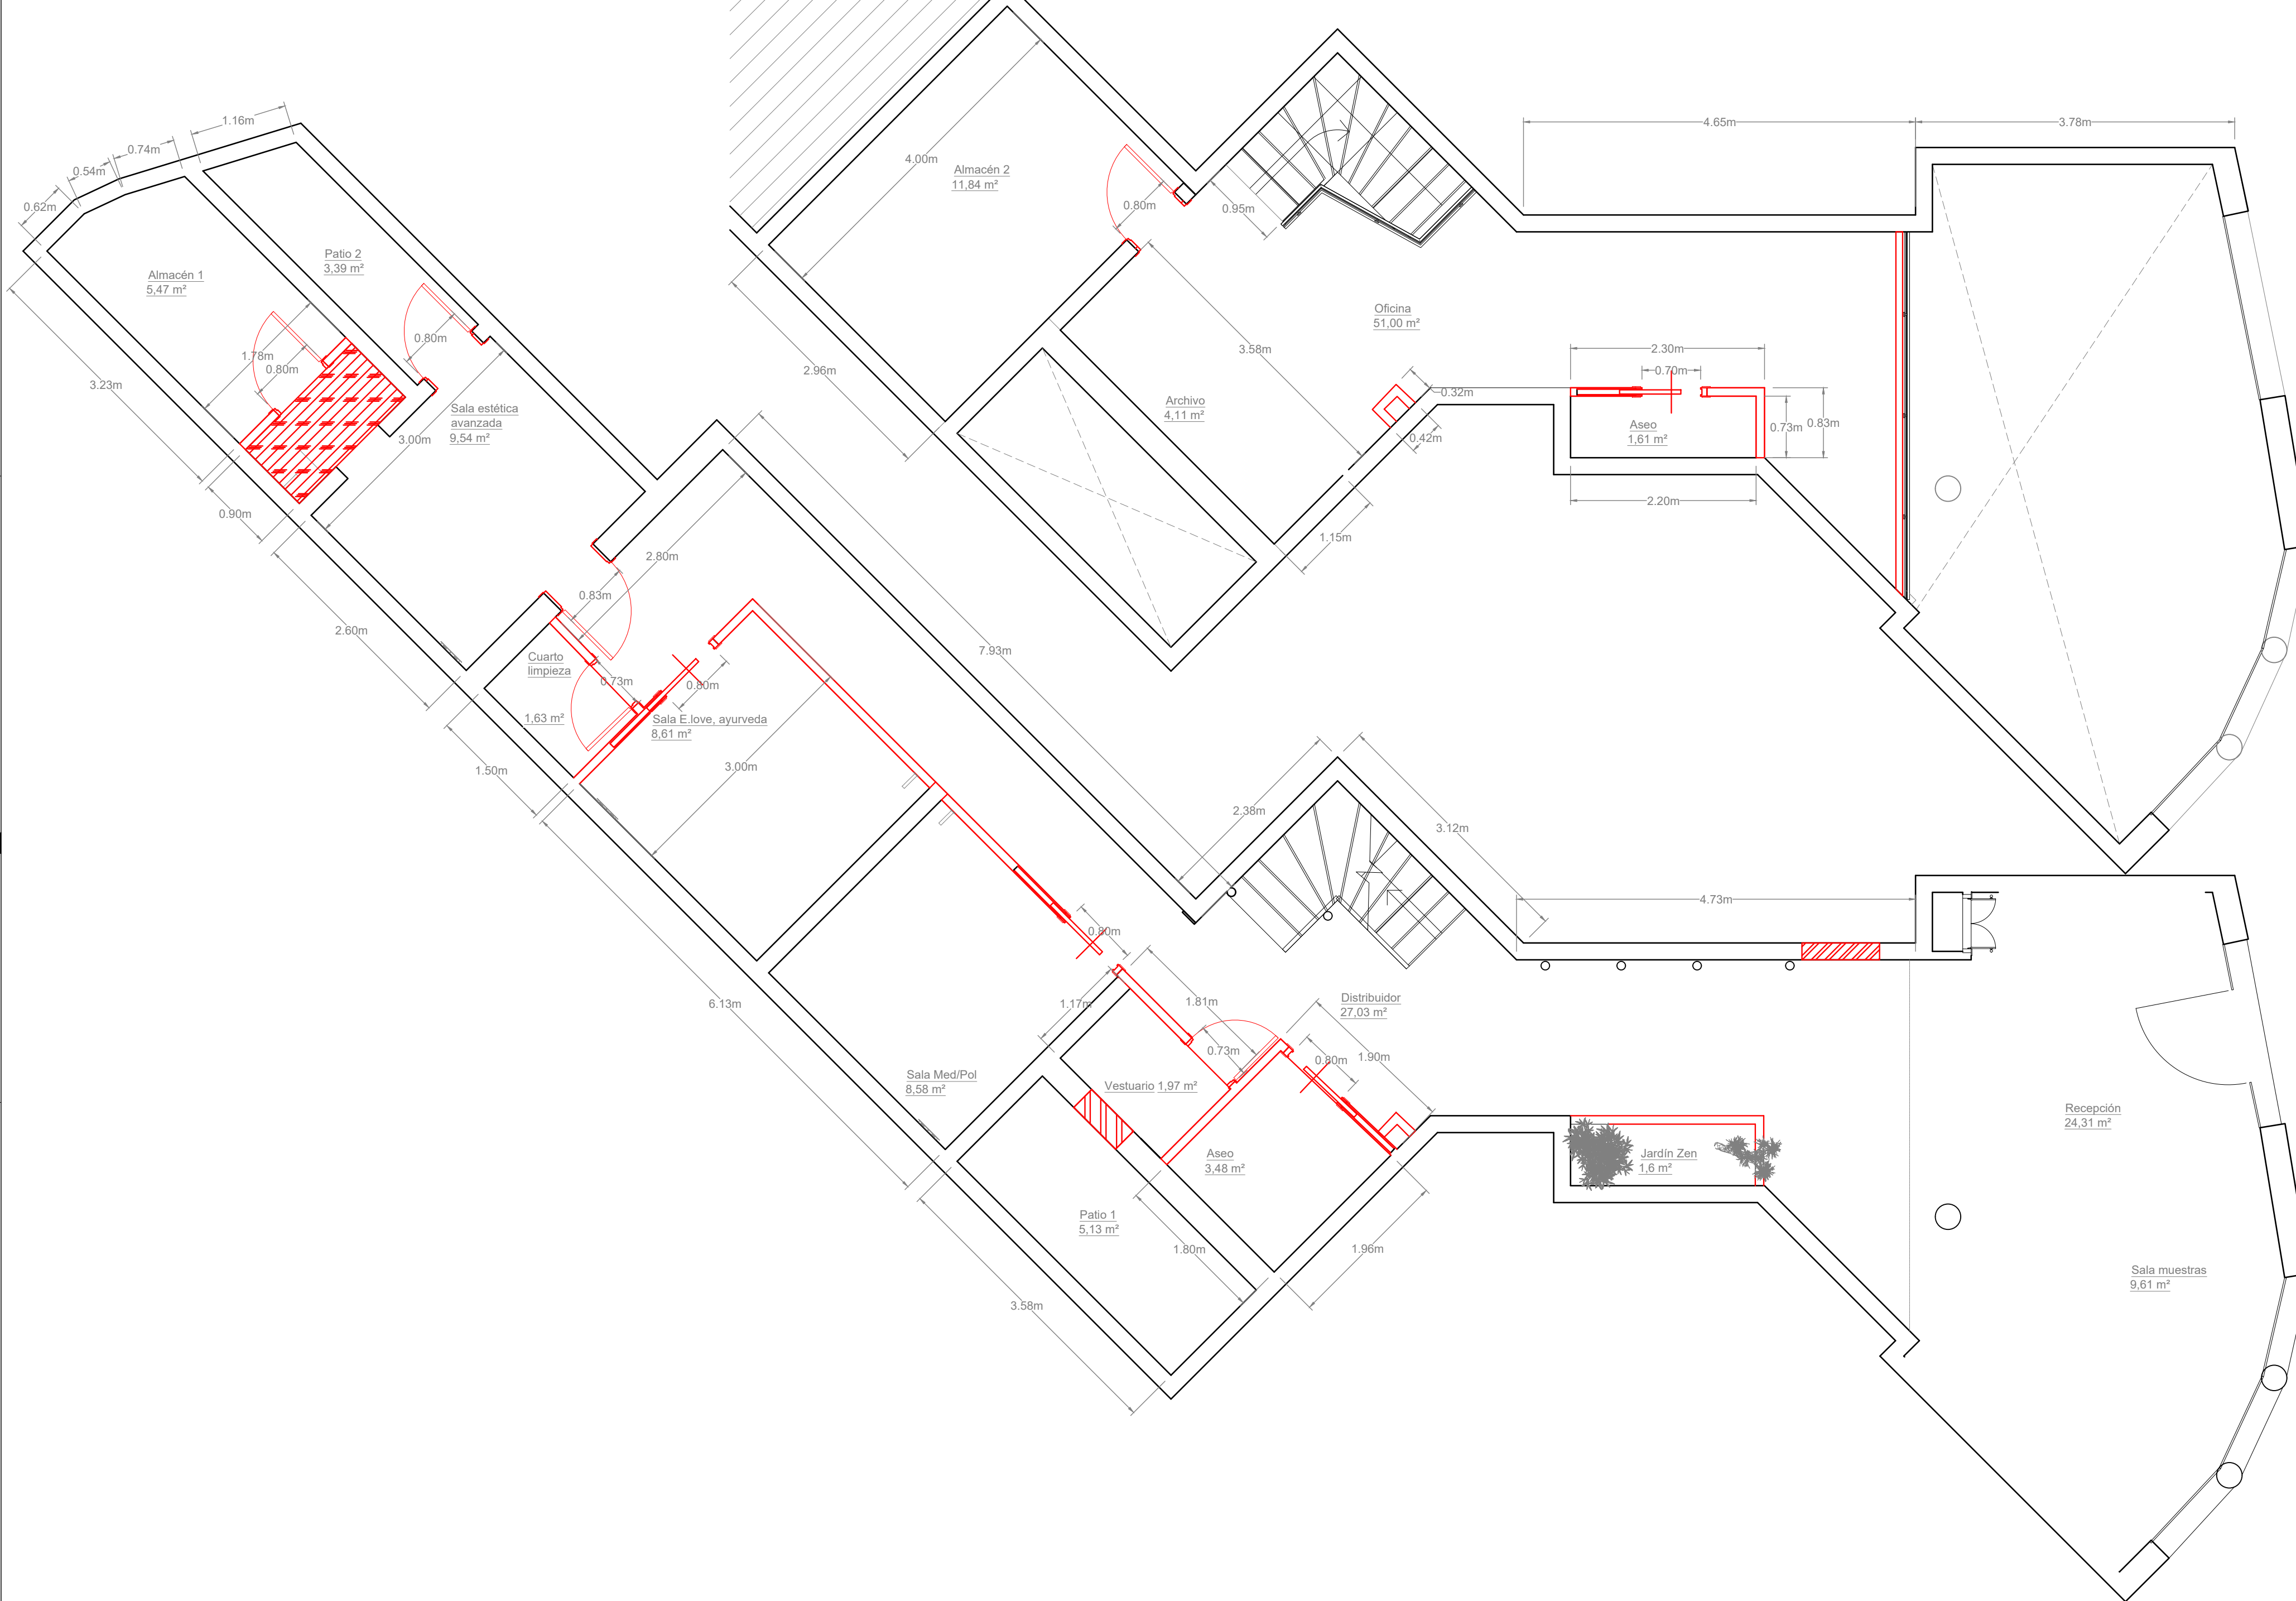 1.16m
0.74m
0.54m
0.62m
4.65m
3.78m
4.00m
Almacén 2
11,84 m²
0.80m
0.95m
Patio 2
3,39 m²
Almacén 1
5,47 m²
0.80m
1.78m
0.80m
3.23m
Sala estética
avanzada
9,54 m²
3.00m
0.90m
2.96m
Oficina
51,00 m²
3.58m
2.30m
0.70m
0.32m
Archivo
4,11 m²
0.42m
Aseo
1,61 m²
0.73m
0.83m
2.20m
1.15m
2.80m
0.83m
2.60m
Cuarto
limpieza
1,63 m²
0.73m
0.80m
Sala E.love, ayurveda
8,61 m²
7.93m
3.00m
1.50m
2.38m
3.12m
4.73m
0.80m
6.13m
1.17m
1.81m
Distribuidor
27,03 m²
0.73m
0.80m
1.90m
Sala Med/Pol
8,58 m²
Vestuario 1,97 m²
Recepción
24,31 m²
Aseo
3,48 m²
Jardín Zen
1,6 m²
Patio 1
5,13 m²
1.80m
1.96m
Sala muestras
9,61 m²
3.58m